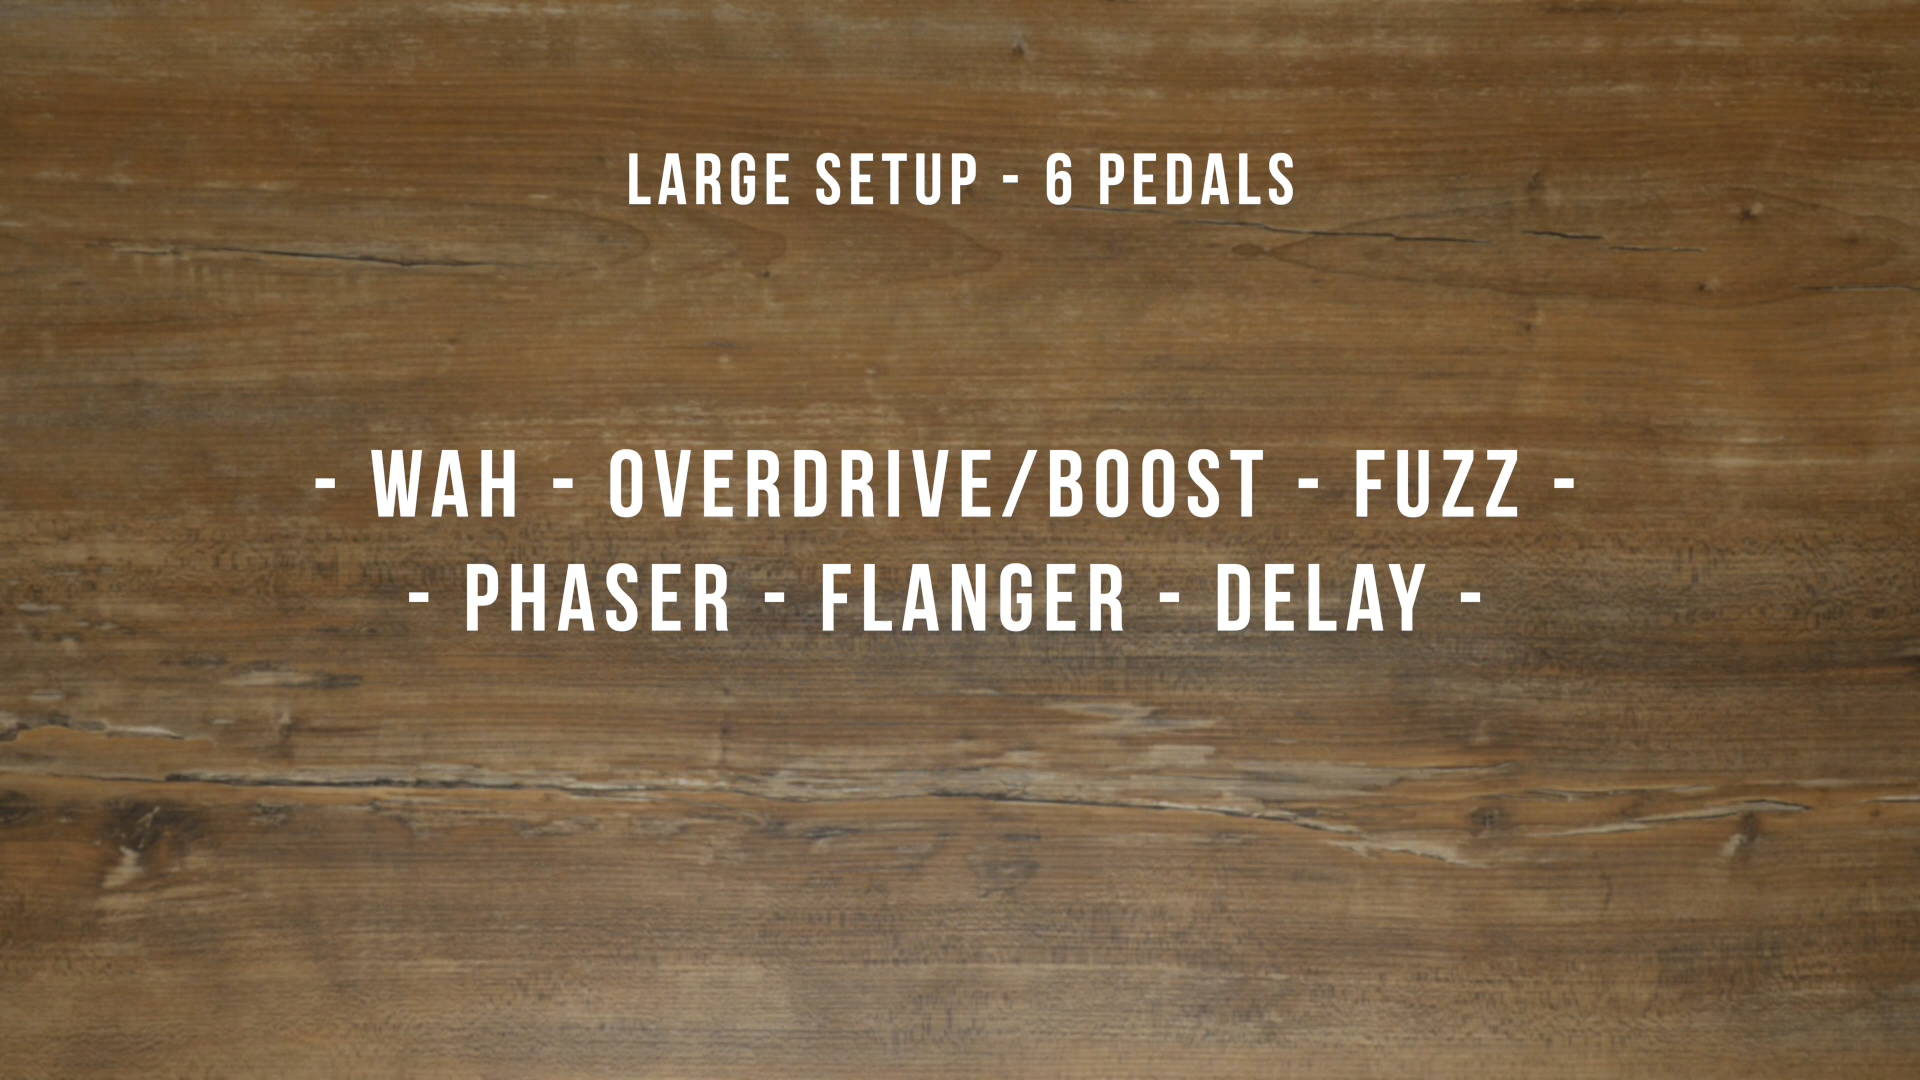 LARGE SETUP - 6 PEDALS
- WAH - OVERDRIVE/BOOST - FUZZ -
- PHASER - FLANGER - DELAY -